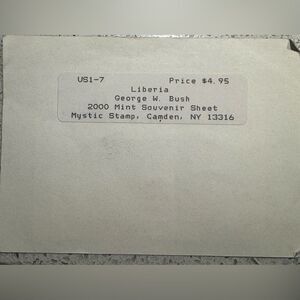 US1-7 Price $4.95
Liberia
George W. Bush
2000 Mint Souvenir Sheet
Mystic Stamp, Camden, NY 13316